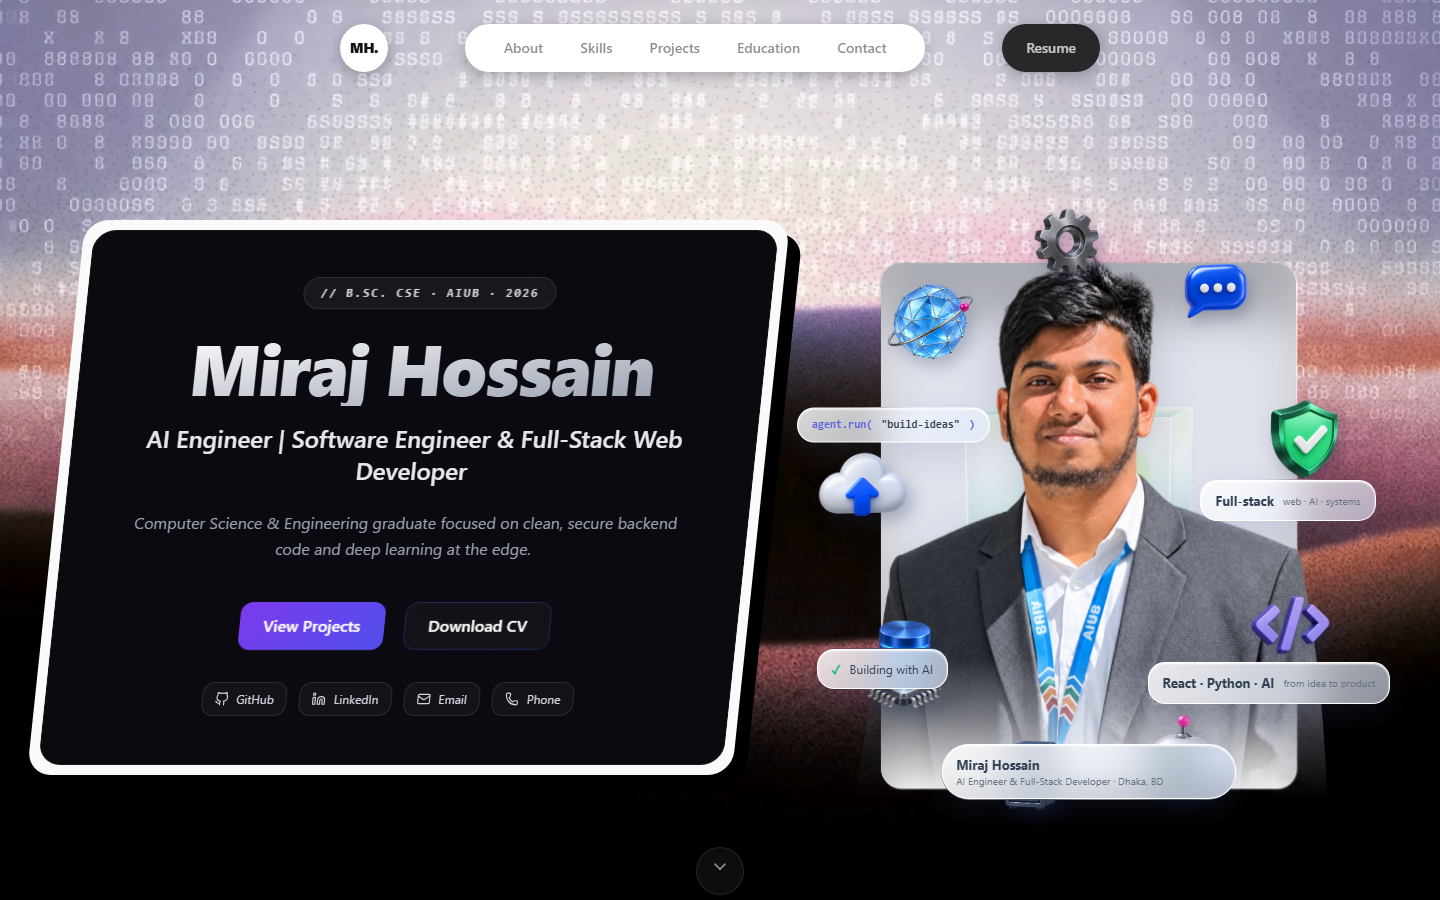 MH.
About
Skills
Projects
Education
Contact
Resume
// B.SC. CSE - AIUB - 2026
Miraj Hossain
AI Engineer | Software Engineer & Full-Stack Web
Developer
Computer Science & Engineering graduate focused on clean, secure backend
code and deep learning at the edge.
View Projects
Download CV
GitHub
LinkedIn
Email
Phone
agent.run( "build-ideas" )
Full-stack web · AI · systems
AIUB
AIUB
Building with AI
React · Python · AI from idea to product
Miraj Hossain
AI Engineer & Full-Stack Developer · Dhaka, BD